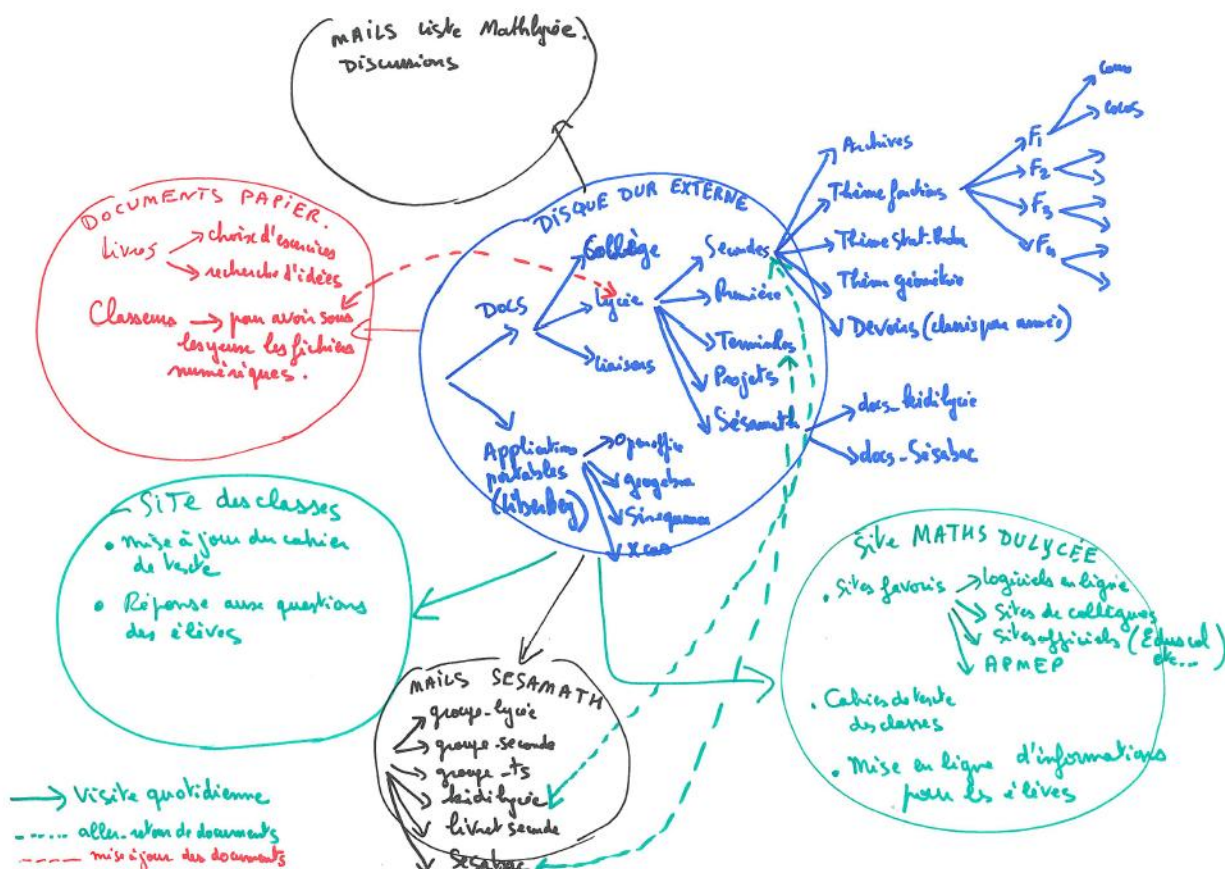 MAILS liste Mathlycée.
DISCUSSIONS
DOCUMENTS PAPIER.
Livres
choix d'exercices
recherche d'idées
Classeurs
pour avoir sous
les yeux les fichiers
numériques.
DISQUE DUR EXTERNE
DOCS
Collège
Lycée
liaisons
Secondes
Première
Terminales
Projets
Sésamath
Archives
Thème fonctions
Thème Stat-Proba
Thème géométrie
Devoirs (classés par année)
F1
F2
F3
F4
Cours
docs_kidilycée
docs_Sésabac
Applications
portables
Openoffice
geogebra
Sinequanon
Xcas
SITE des classes
• Mise à jour du cahier
de texte
• Réponse aux questions
des élèves
MAILS SESAMATH
groupe-lycée
groupe-seconde
groupe-ts
kidilycée
livret seconde
Sesabac
Site MATHS DU LYCÉE
• Sites favoris
logiciels en ligne
Sites de collègues
Sites officiels (Eduscol
etc...
APMEP
• Cahier de texte
des classes
• Mise en ligne d'informations
pour les élèves
Visite quotidienne
aller-retour de documents
mise à jour des documents